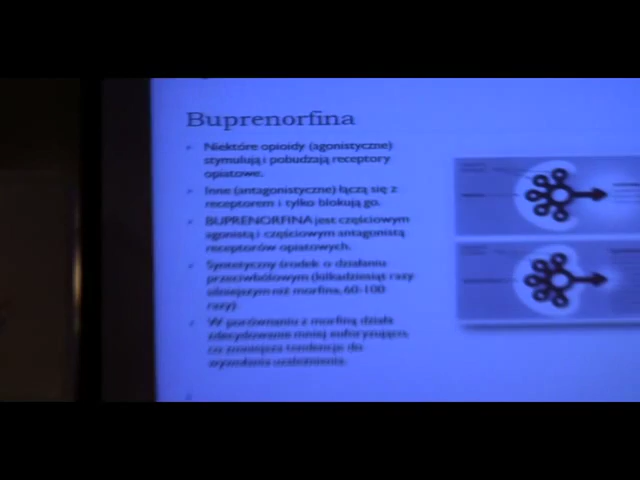 Buprenorfina
Niektóre opioidy (agonistyczne)
stymulują i pobudzają receptory
opiatowe.
Inne (antagonistyczne) łączą się z
receptorem i tylko blokują go.
BUPRENORFINA jest częściowym
agonistą i częściowym antagonistą
receptorów opiatowych.
Syntetyczny środek o działaniu
przeciwbólowym (kilkadziesiąt razy
silniejszym niż morfina, 60-100
razy)
W porównaniu z morfiną działa
zdecydowanie mniej euforyzująco,
co zmniejsza tendencje do
wywołania uzależnienia.